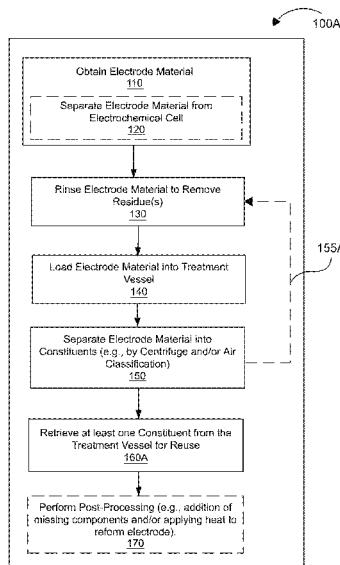 100A
Obtain Electrode Material
110
Separate Electrode Material from
Electrochemical Cell
120
Rinse Electrode Material to Remove
Residue(s)
130
155A
Load Electrode Material into Treatment
Vessel
140
Separate Electrode Material into
Constituents (e.g., by Centrifuge and/or Air
Classification)
150
Retrieve at least one Constituent from the
Treatment Vessel for Reuse
160A
Perform Post-Processing (e.g., addition of
missing components and/or applying heat to
reform electrode).
170